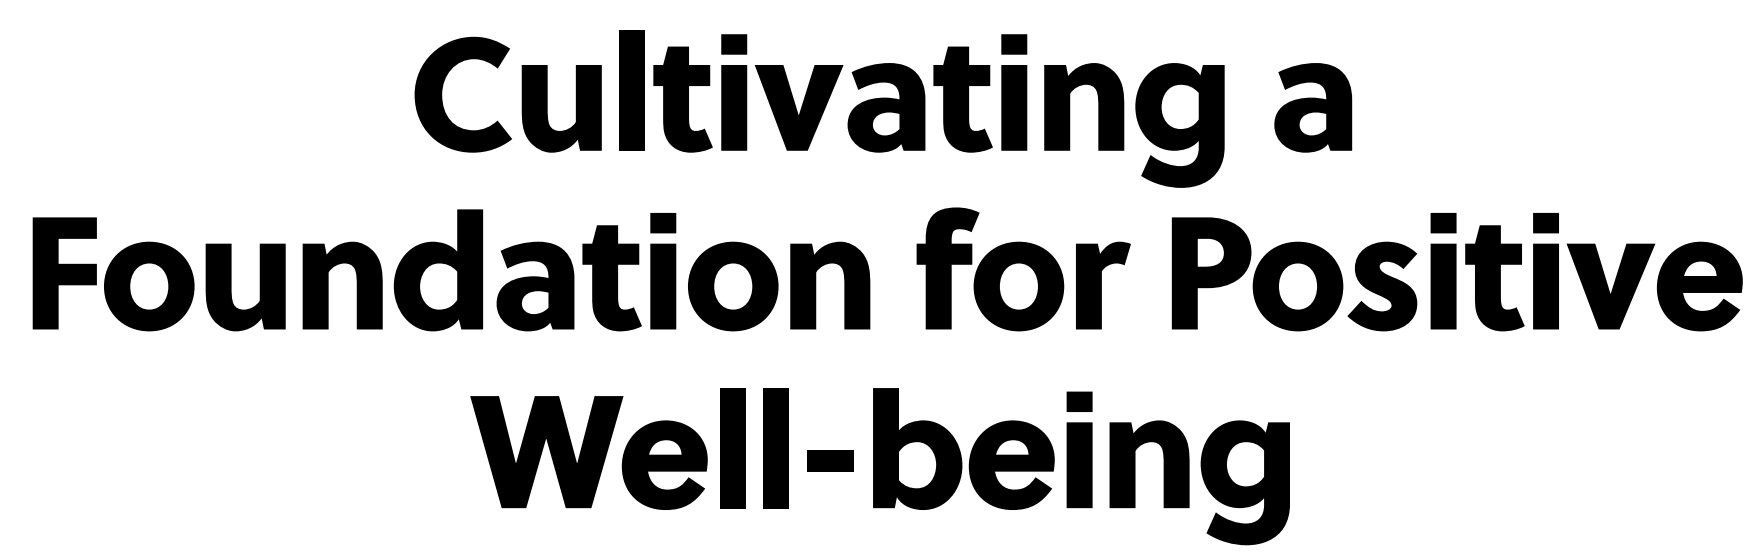 Cultivating a
Foundation for Positive
Well-being